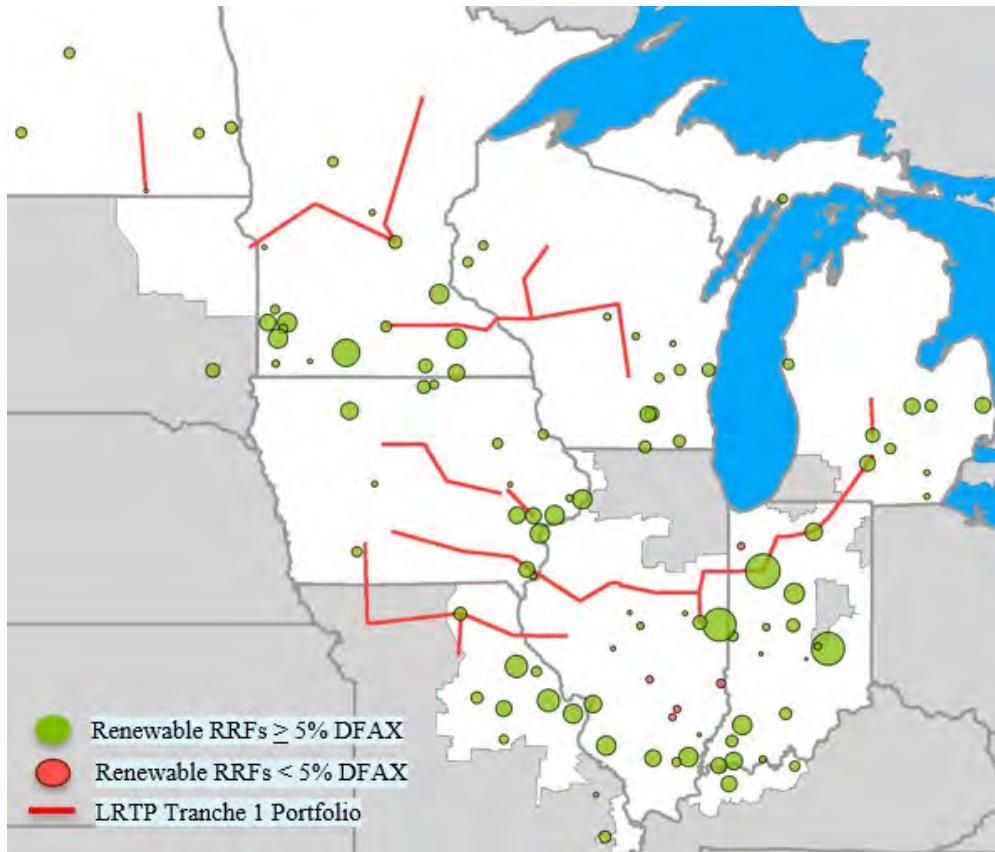 Renewable RRFs ≥ 5% DFAX
Renewable RRFs < 5% DFAX
LRTP Tranche 1 Portfolio